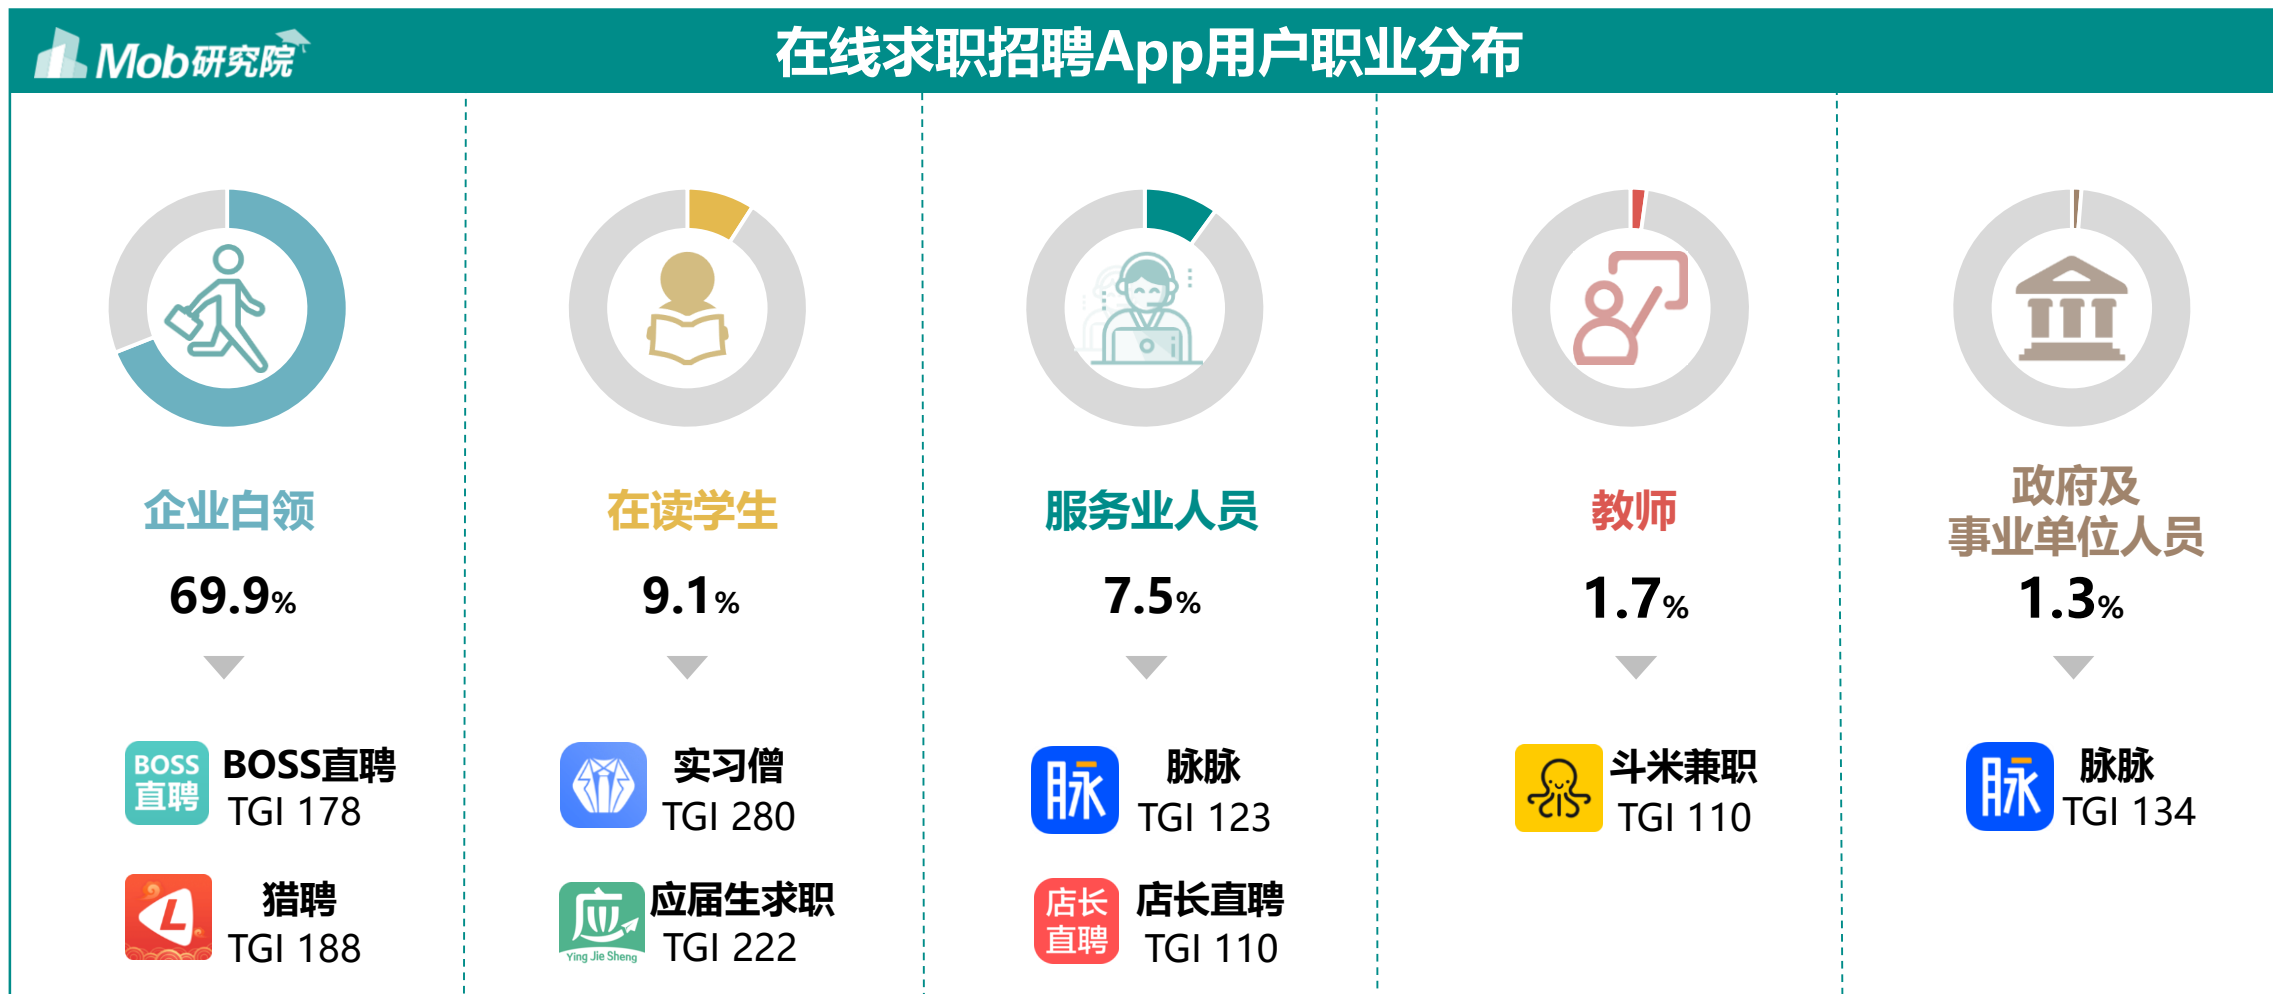 Mob研究院
在线求职招聘App用户职业分布
企业白领
69.9%
BOSS直聘
BOSS直聘
TGI 178
L
猎聘
TGI 188
在读学生
9.1%
实习僧
TGI 280
应
Ying Jie Sheng
应届生求职
TGI 222
服务业人员
7.5%
脉
脉脉
TGI 123
店长
直聘
店长直聘
TGI 110
教师
1.7%
斗米兼职
TGI 110
政府及
事业单位人员
1.3%
脉
脉脉
TGI 134